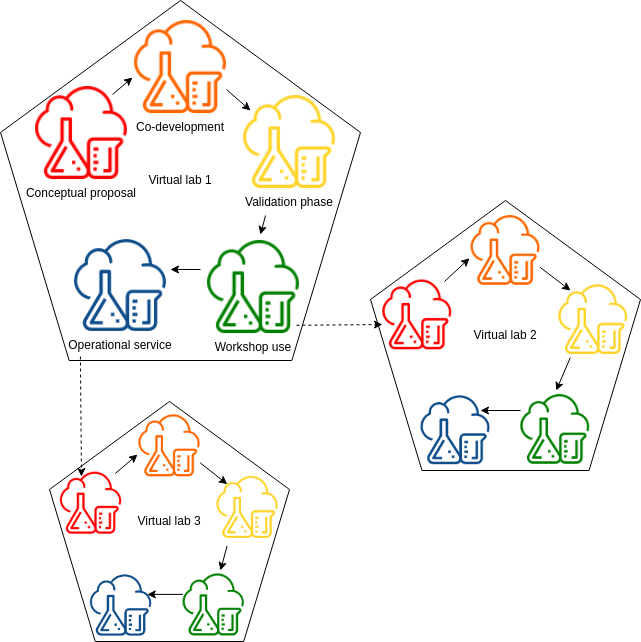 Co-development
Conceptual proposal
Virtual lab 1
Validation phase
Operational service
Workshop use
Virtual lab 2
Virtual lab 3